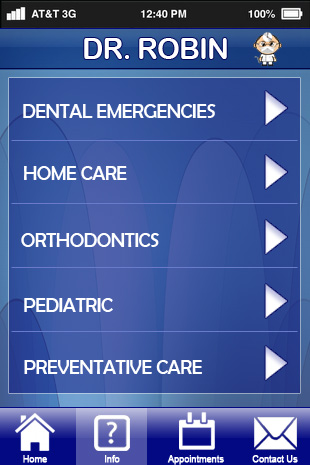 AT&T 3G 12:40 PM 100%
DR. ROBIN
DENTAL EMERGENCIES
HOME CARE
ORTHODONTICS
PEDIATRIC
PREVENTATIVE CARE
?
Home Info Appointments Contact Us